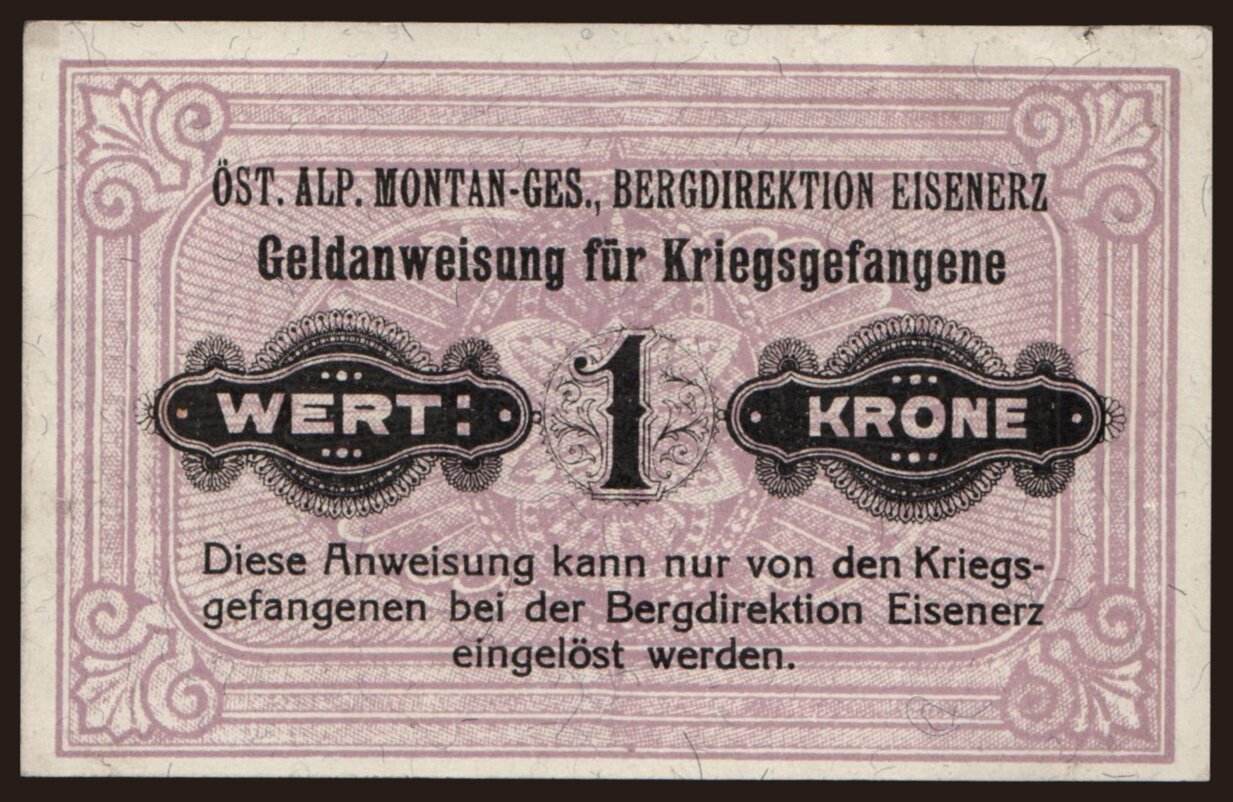 ÖST. ALP. MONTAN-GES., BERGDIREKTION EISENERZ
Geldanweisung für Kriegsgefangene
WERT: 1 KRONE
Diese Anweisung kann nur von den Kriegs-
gefangenen bei der Bergdirektion Eisenerz
eingelöst werden.